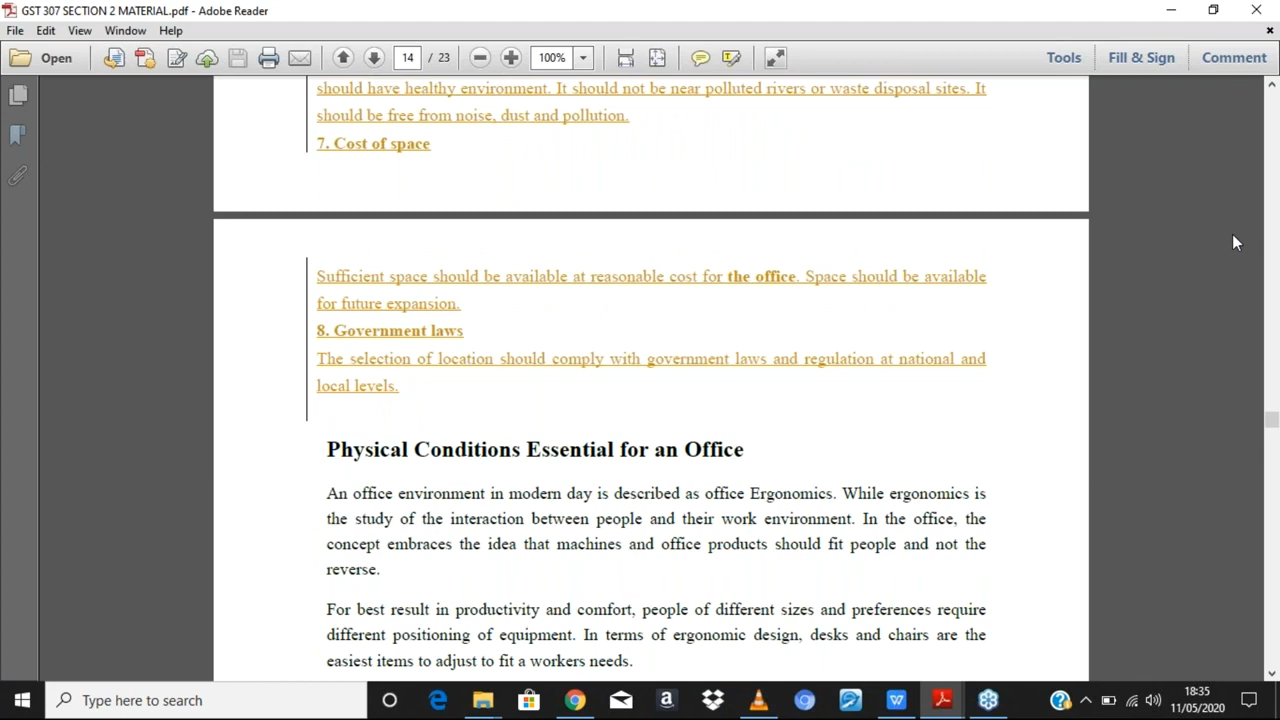 GST 307 SECTION 2 MATERIAL.pdf - Adobe Reader
File Edit View Window Help
Open 14 / 23 100% Tools Fill & Sign Comment
should have healthy environment. It should not be near polluted rivers or waste disposal sites. It
should be free from noise, dust and pollution.
7. Cost of space
Sufficient space should be available at reasonable cost for the office. Space should be available
for future expansion.
8. Government laws
The selection of location should comply with government laws and regulation at national and
local levels.
Physical Conditions Essential for an Office
An office environment in modern day is described as office Ergonomics. While ergonomics is
the study of the interaction between people and their work environment. In the office, the
concept embraces the idea that machines and office products should fit people and not the
reverse.
For best result in productivity and comfort, people of different sizes and preferences require
different positioning of equipment. In terms of ergonomic design, desks and chairs are the
easiest items to adjust to fit a workers needs.
Type here to search
18:35
11/05/2020